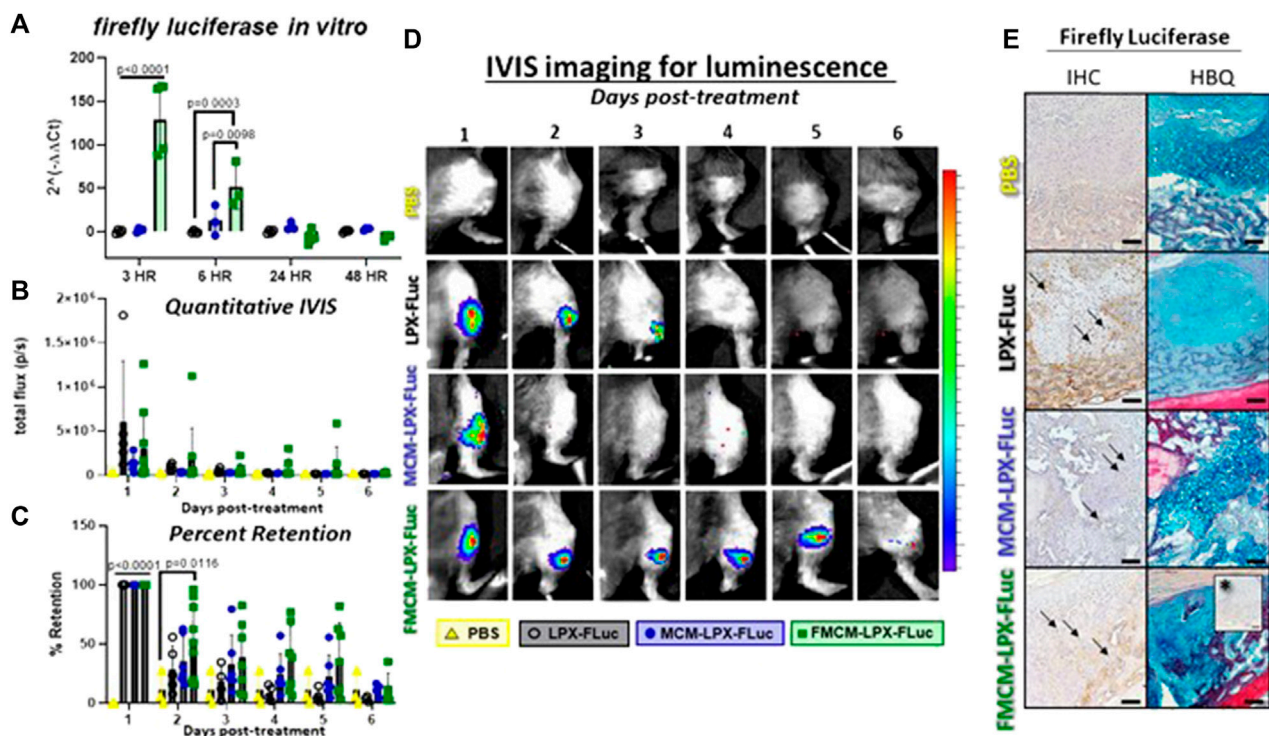 A
firefly luciferase in vitro
2^(-ΔΔCt)
200
150
100
50
0
p<0.0001
p=0.0003
p=0.0098
3 HR 6 HR 24 HR 48 HR
B
Quantitative IVIS
total flux (p/s)
2×10⁶
1.5×10⁶
1×10⁶
5×10⁵
0
1 2 3 4 5 6
Days post-treatment
C
Percent Retention
% Retention
150
100
50
0
p<0.0001
p=0.0116
1 2 3 4 5 6
Days post-treatment
D
IVIS imaging for luminescence
Days post-treatment
1 2 3 4 5 6
PBS
LPX-FLuc
MCM-LPX-FLuc
FMCM-LPX-FLuc
PBS LPX-FLuc MCM-LPX-FLuc FMCM-LPX-FLuc
E
Firefly Luciferase
IHC HBQ
PBS
LPX-FLuc
MCM-LPX-FLuc
FMCM-LPX-FLuc
*